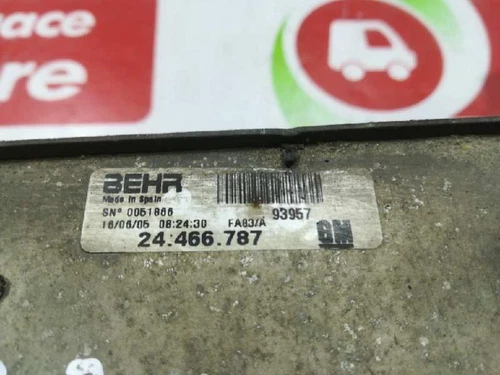 ace
re
BEHR
Made in Spain
SNº 0051866
93957
16/06/05 08:24:30 FA83/A
24.466.787
GM